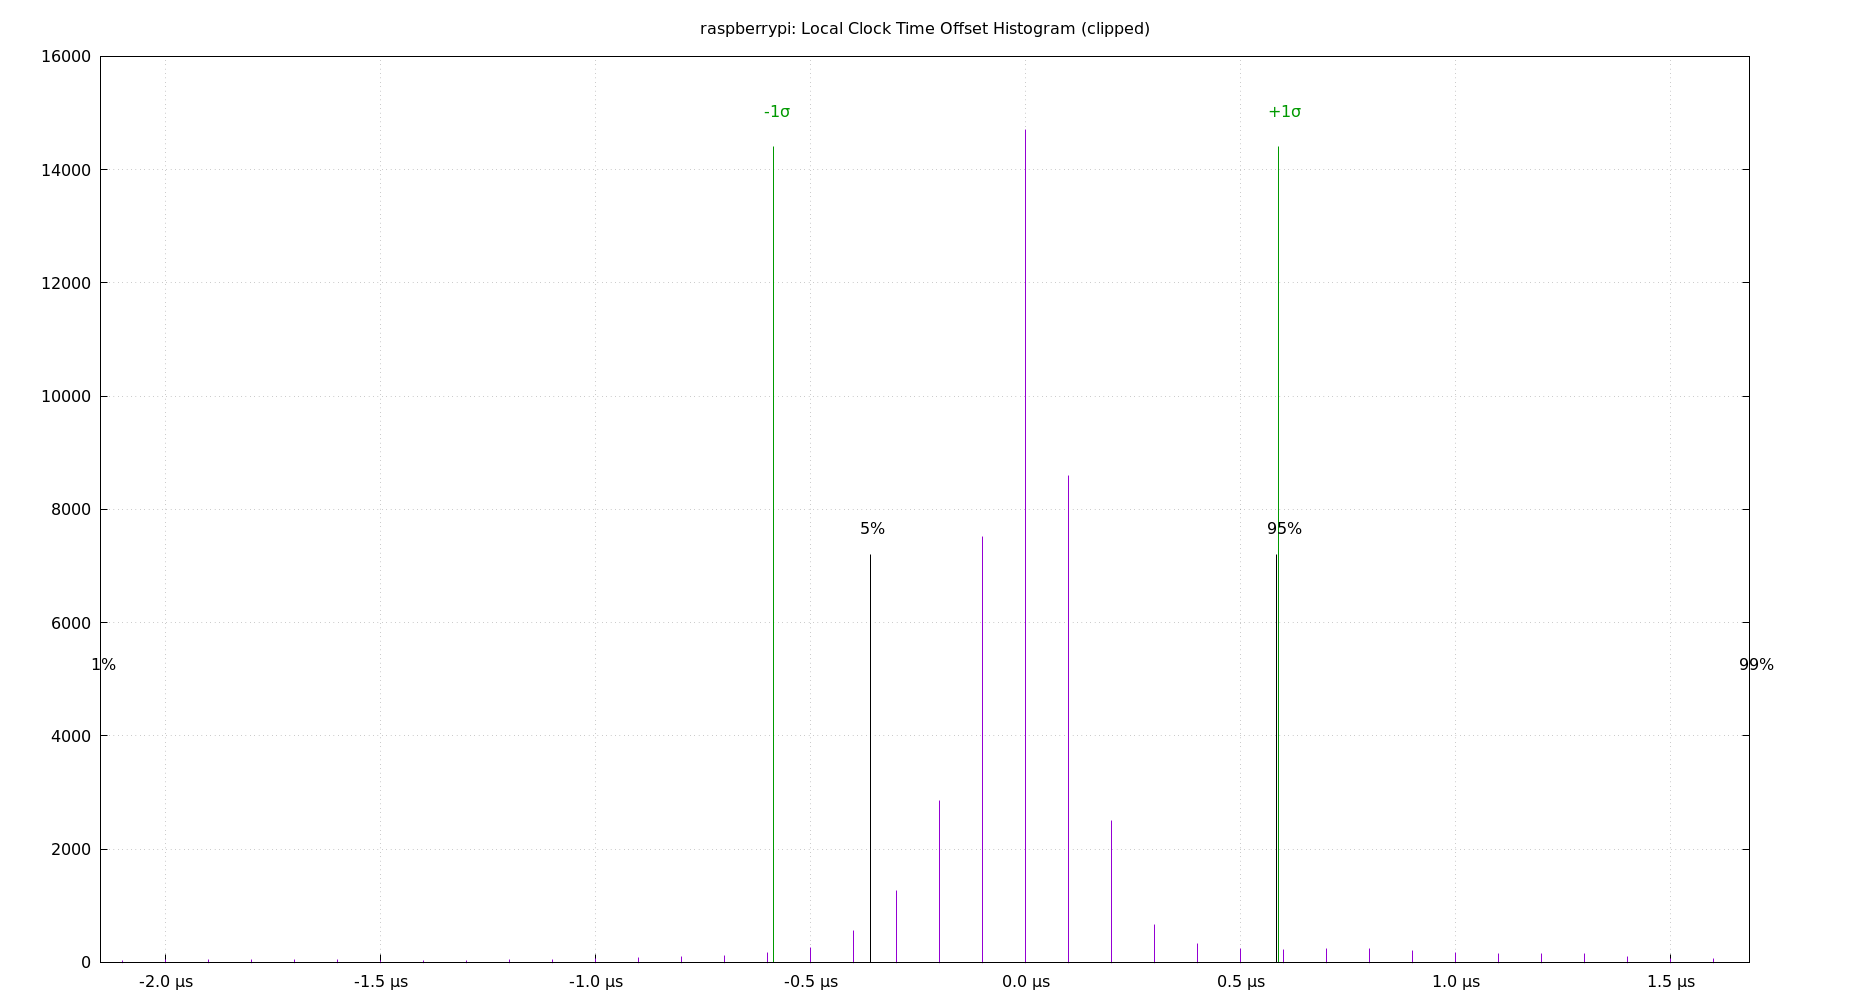 raspberrypi: Local Clock Time Offset Histogram (clipped)
16000
-1σ
+1σ
14000
12000
10000
8000
5%
95%
6000
1%
99%
4000
2000
0
-2.0 µs
-1.5 µs
-1.0 µs
-0.5 µs
0.0 µs
0.5 µs
1.0 µs
1.5 µs